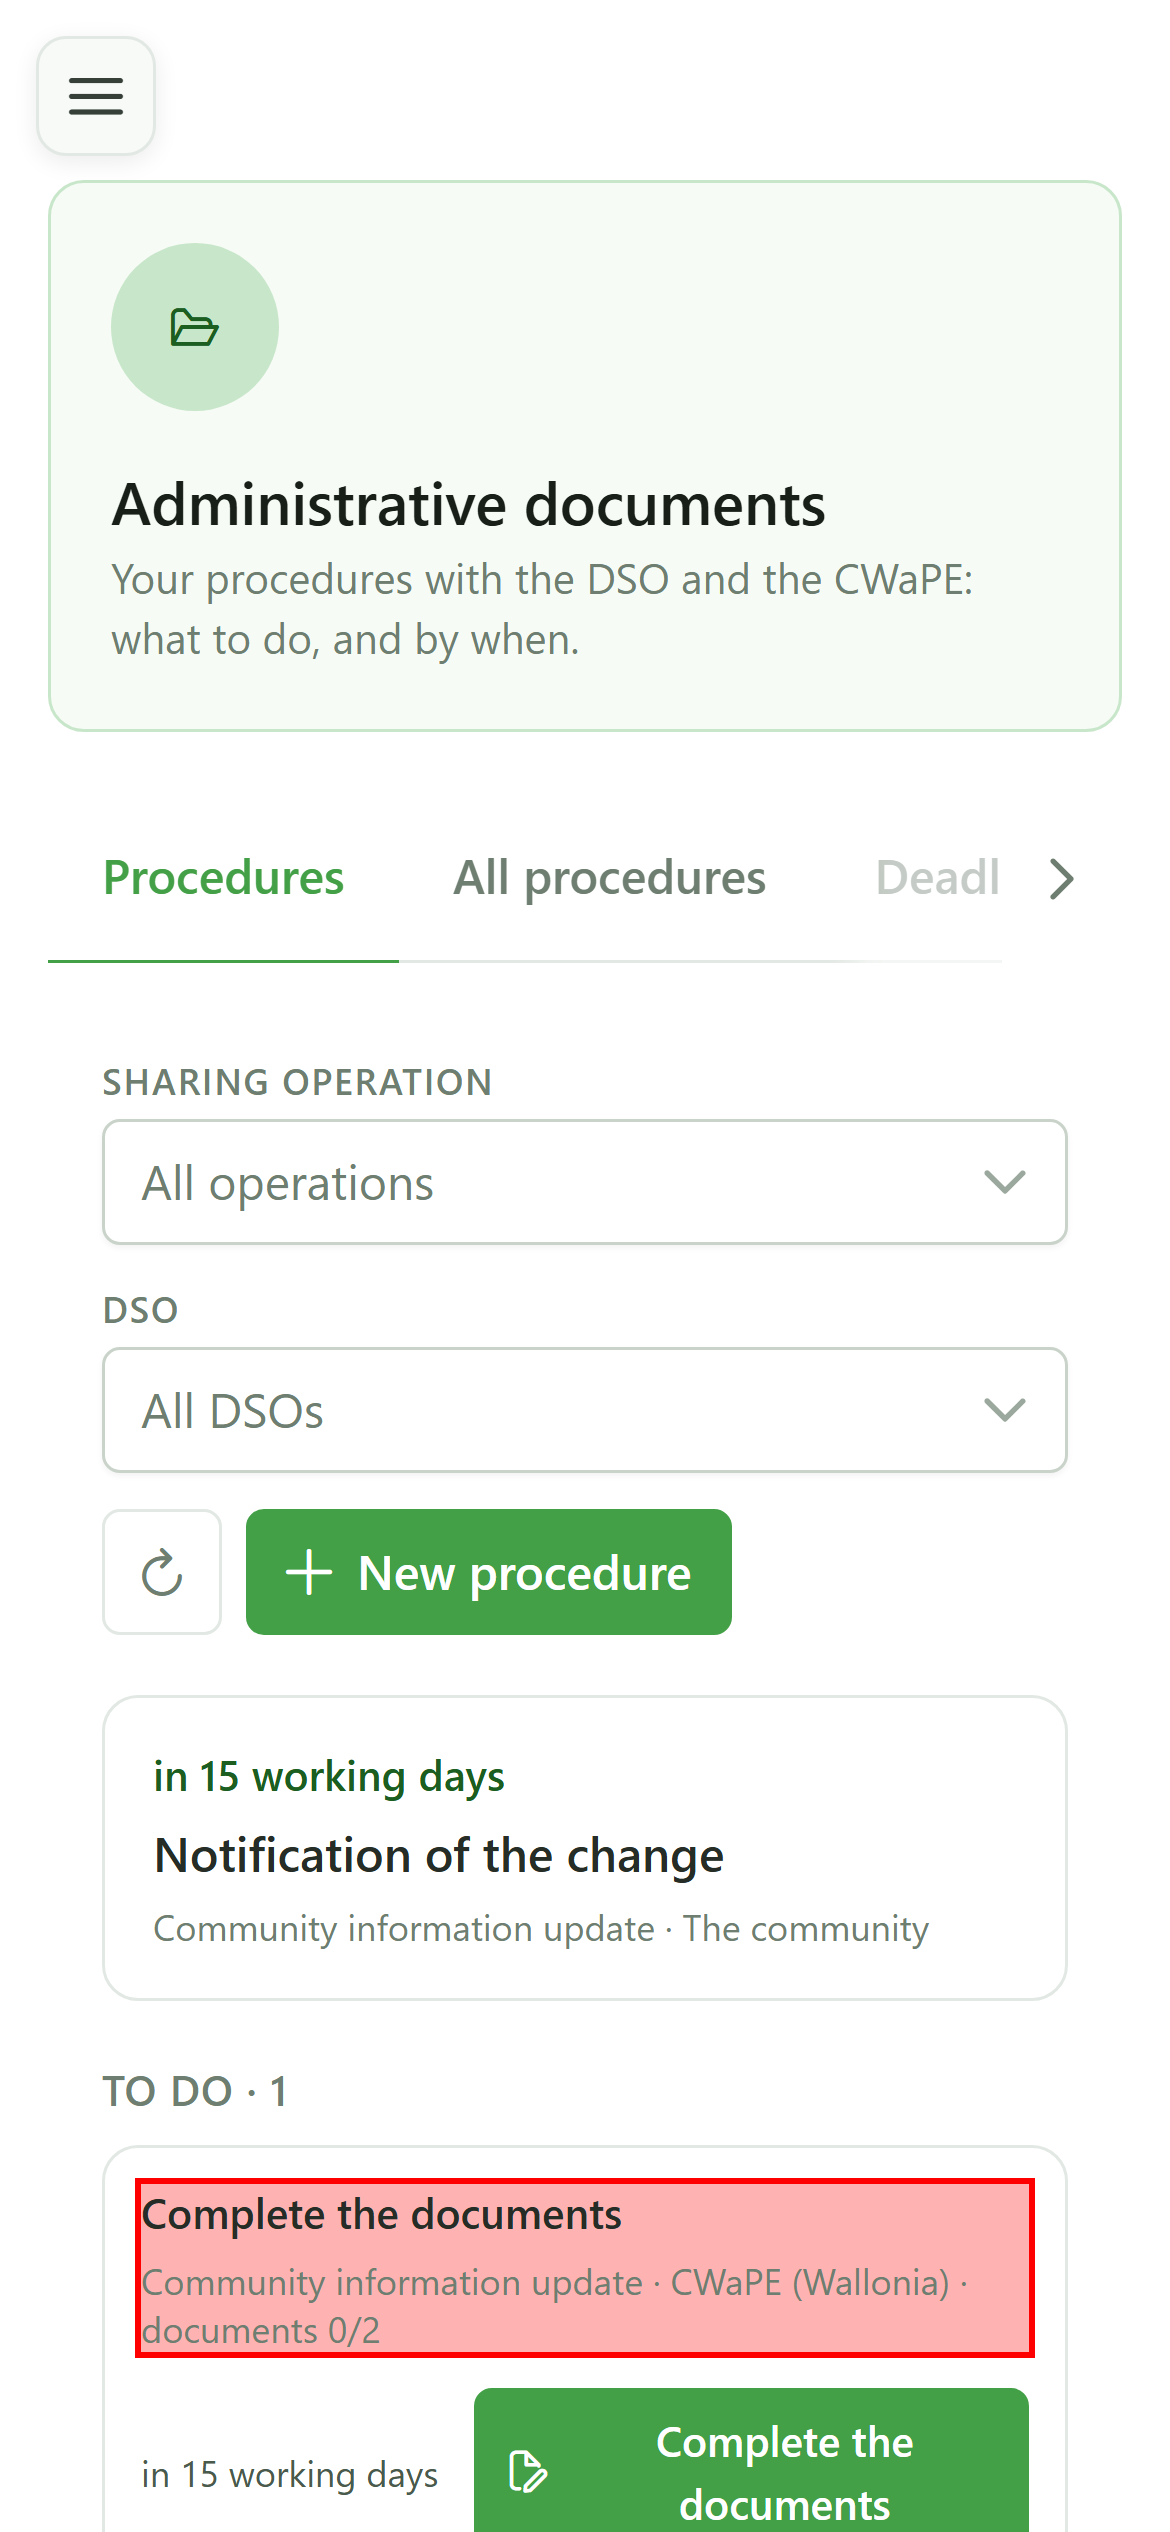 Administrative documents
Your procedures with the DSO and the CWaPE:
what to do, and by when.
Procedures
All procedures
Deadl
SHARING OPERATION
All operations
DSO
All DSOs
New procedure
in 15 working days
Notification of the change
Community information update · The community
TO DO · 1
Complete the documents
Community information update · CWaPE (Wallonia) ·
documents 0/2
in 15 working days
Complete the
documents